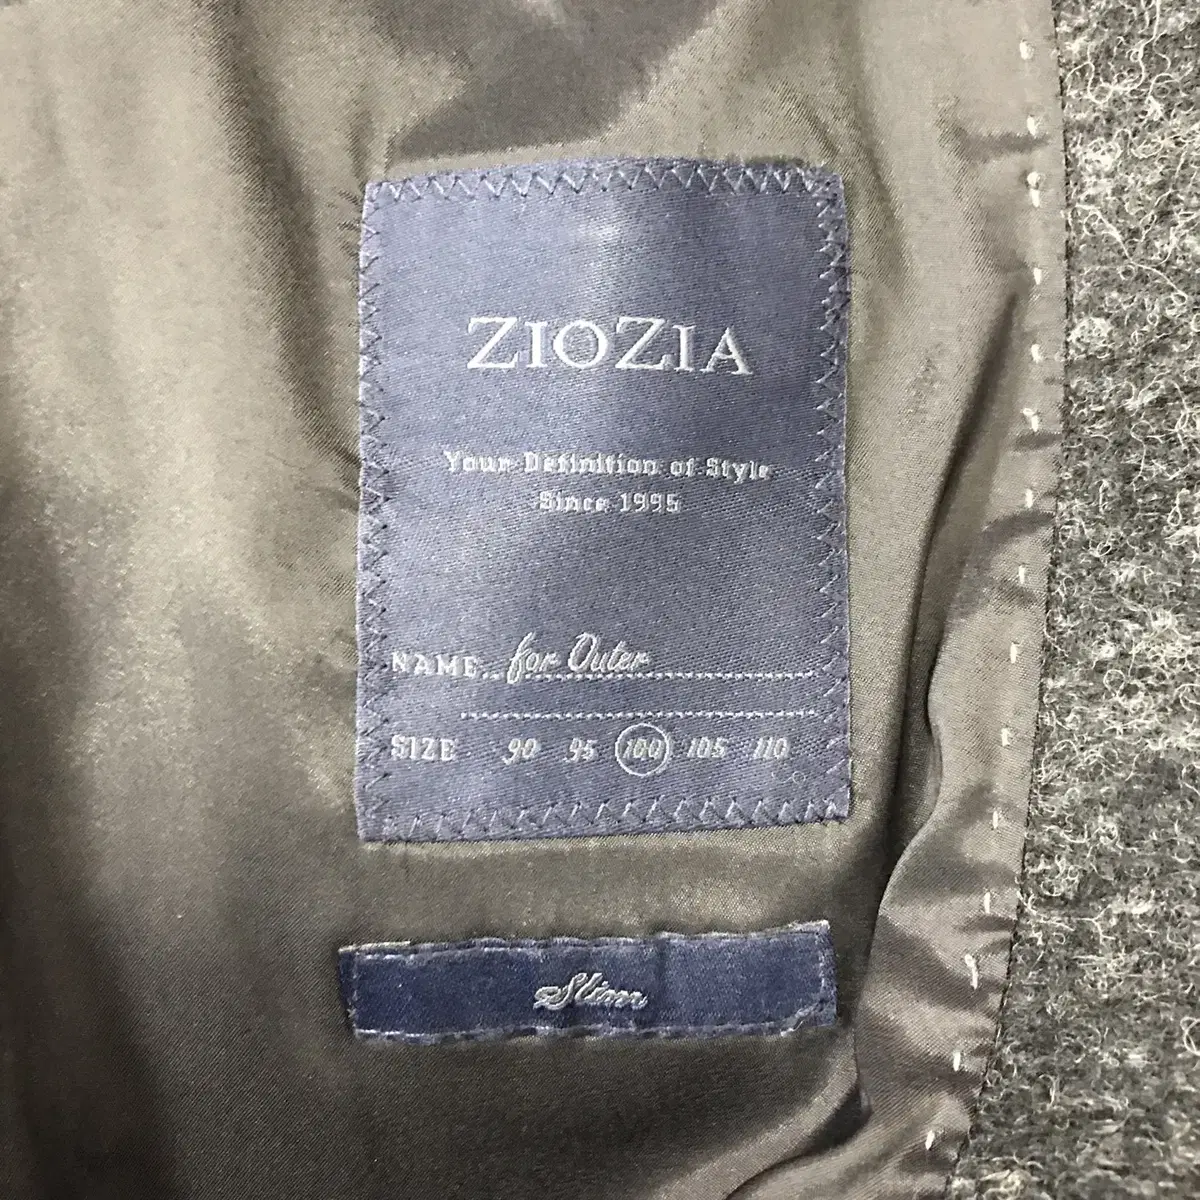 ZIOZIA
Your Definition of Style
Since 1995
NAME for Outer
SIZE 90 95 100 105 110
Slim